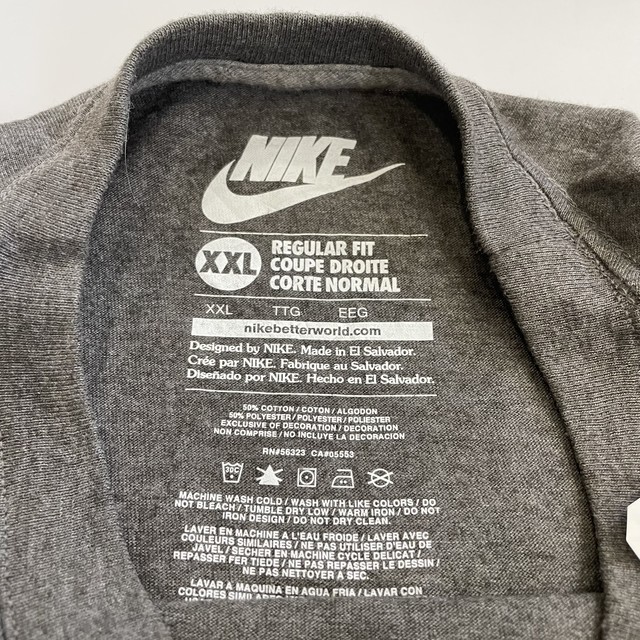 NIKE
XXL
REGULAR FIT
COUPE DROITE
CORTE NORMAL
XXL TTG EEG
nikebetterworld.com
Designed by NIKE. Made in El Salvador.
Crée par NIKE. Fabrique au Salvador.
Diseñado por NIKE. Hecho en El Salvador.
50% COTTON / COTON / ALGODON
50% POLYESTER / POLYESTER / POLIESTER
EXCLUSIVE OF DECORATION / DECORATION
NON COMPRISE / NO INCLUYE LA DECORACION
RN#56323 CA#05553
30C
MACHINE WASH COLD / WASH WITH LIKE COLORS / DO
NOT BLEACH / TUMBLE DRY LOW / WARM IRON / DO NOT
IRON DESIGN / DO NOT DRY CLEAN.
LAVER EN MACHINE A L'EAU FROIDE / LAVER AVEC
COULEURS SIMILAIRES / NE PAS UTILISER D'EAU DE
JAVEL / SECHER EN MACHINE CYCLE DELICAT /
REPASSER FER TIEDE / NE PAS REPASSER LE DESSIN /
NE PAS NETTOYER A SEC.
LAVAR A MAQUINA EN AGUA FRIA / LAVAR CON
COLORES